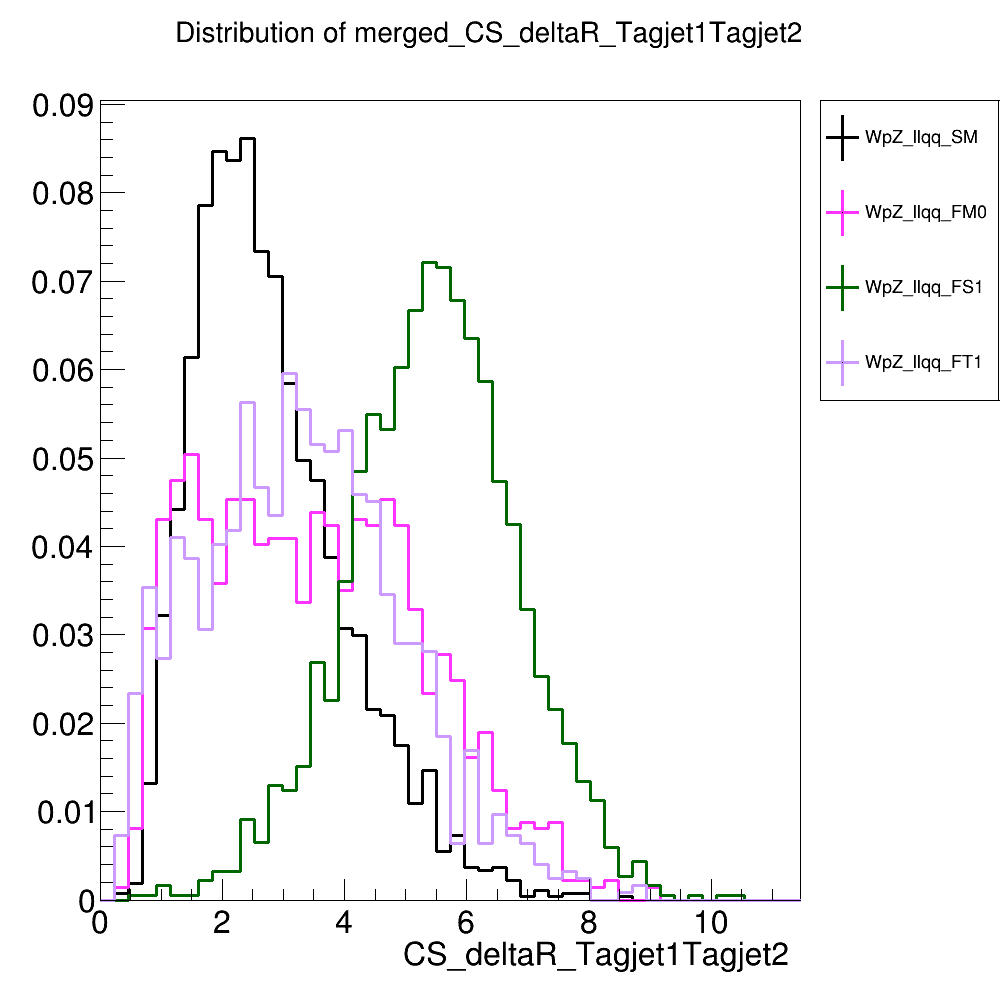 Distribution of merged_CS_deltaR_Tagjet1Tagjet2
0.09
0.08
0.07
0.06
0.05
0.04
0.03
0.02
0.01
0
0 2 4 6 8 10
CS_deltaR_Tagjet1Tagjet2
WpZ_llqq_SM
WpZ_llqq_FM0
WpZ_llqq_FS1
WpZ_llqq_FT1